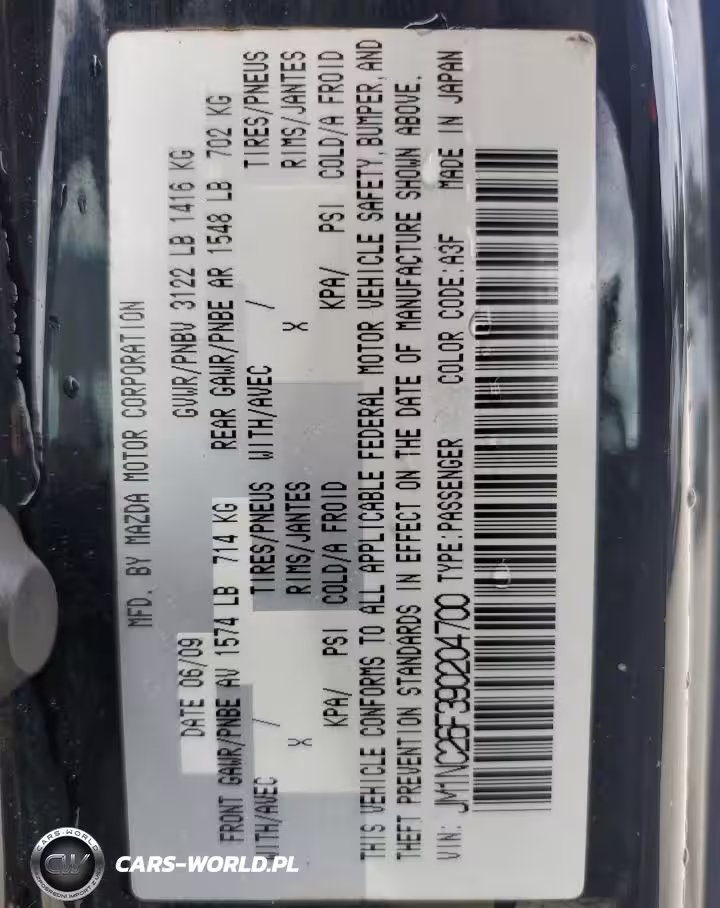 MFD. BY MAZDA MOTOR CORPORATION
DATE 06/09 GVWR/PNBV 3122 LB 1416 KG
FRONT GAWR/PNBE AV 1574 LB 714 KG REAR GAWR/PNBE AR 1548 LB 702 KG
WITH/AVEC / TIRES/PNEUS WITH/AVEC / TIRES/PNEUS
X RIMS/JANTES X RIMS/JANTES
KPA/ PSI COLD/A FROID KPA/ PSI COLD/A FROID
THIS VEHICLE CONFORMS TO ALL APPLICABLE FEDERAL MOTOR VEHICLE SAFETY, BUMPER, AND
THEFT PREVENTION STANDARDS IN EFFECT ON THE DATE OF MANUFACTURE SHOWN ABOVE.
VIN: JM1NC26F390204700 TYPE:PASSENGER COLOR CODE:A3F MADE IN JAPAN
CARS-WORLD
CW
CARS-WORLD.PL